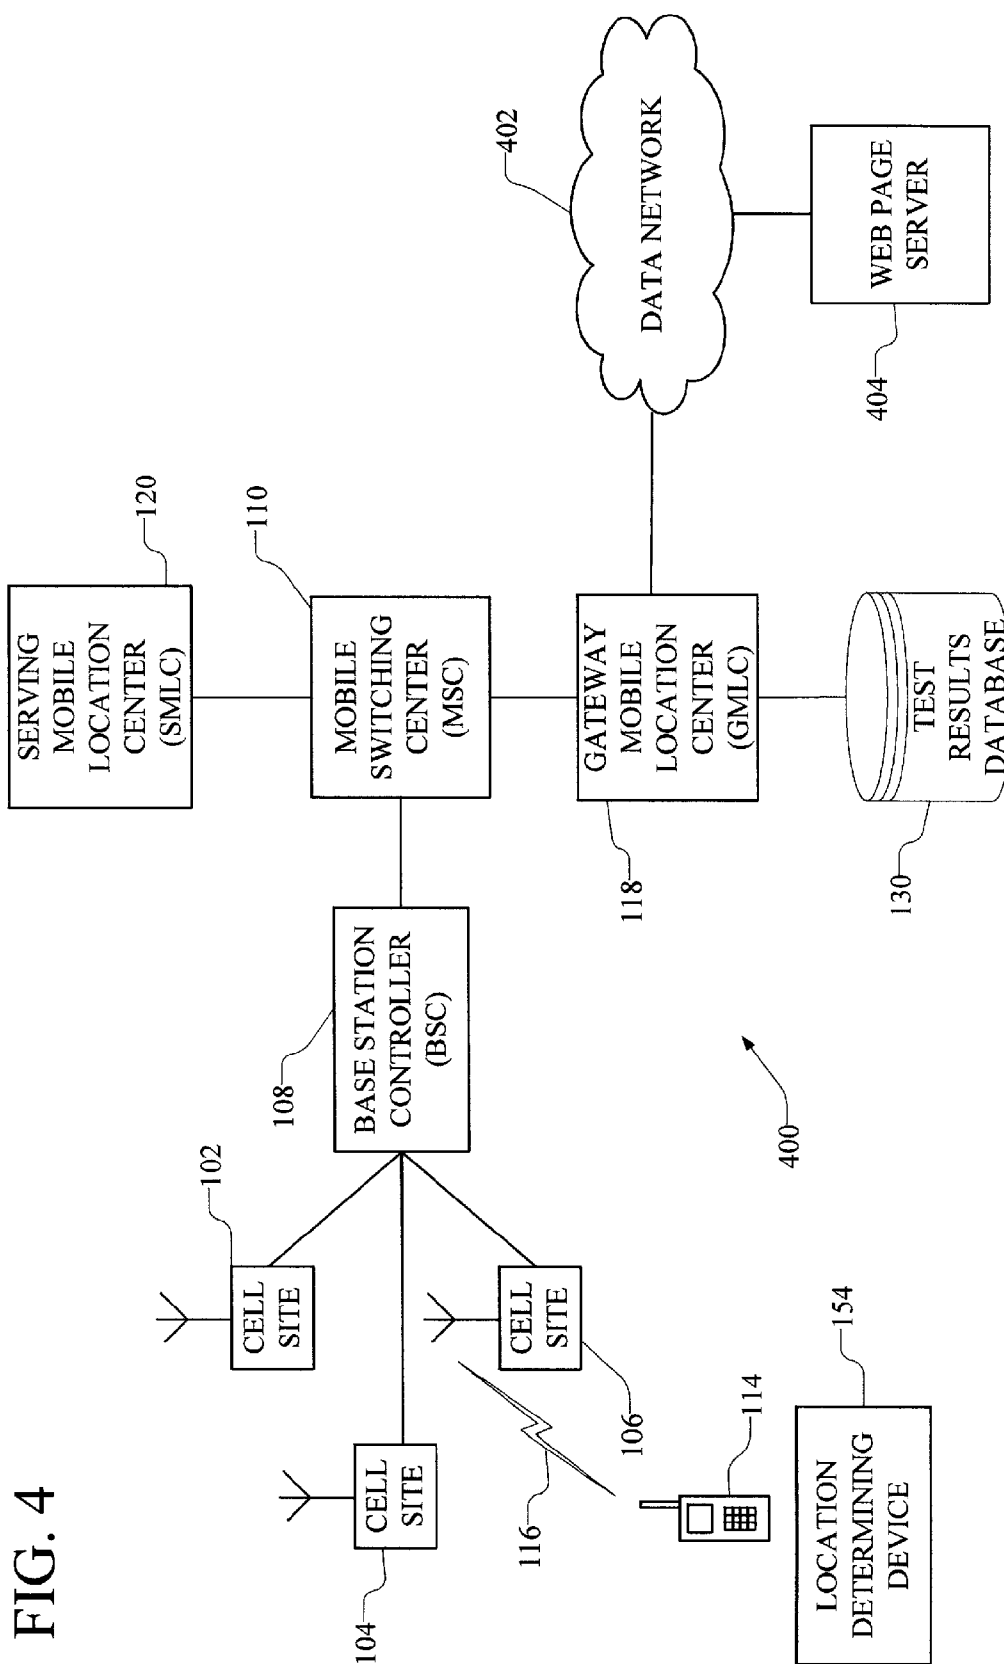 FIG. 4
120
SERVING
MOBILE
LOCATION
CENTER
(SMLC)
102
CELL
SITE
104
CELL
SITE
108
BASE STATION
CONTROLLER
(BSC)
110
MOBILE
SWITCHING
CENTER
(MSC)
402
DATA NETWORK
116
106
CELL
SITE
118
GATEWAY
MOBILE
LOCATION
CENTER
(GMLC)
114
400
154
LOCATION
DETERMINING
DEVICE
130
TEST
RESULTS
DATABASE
404
WEB PAGE
SERVER